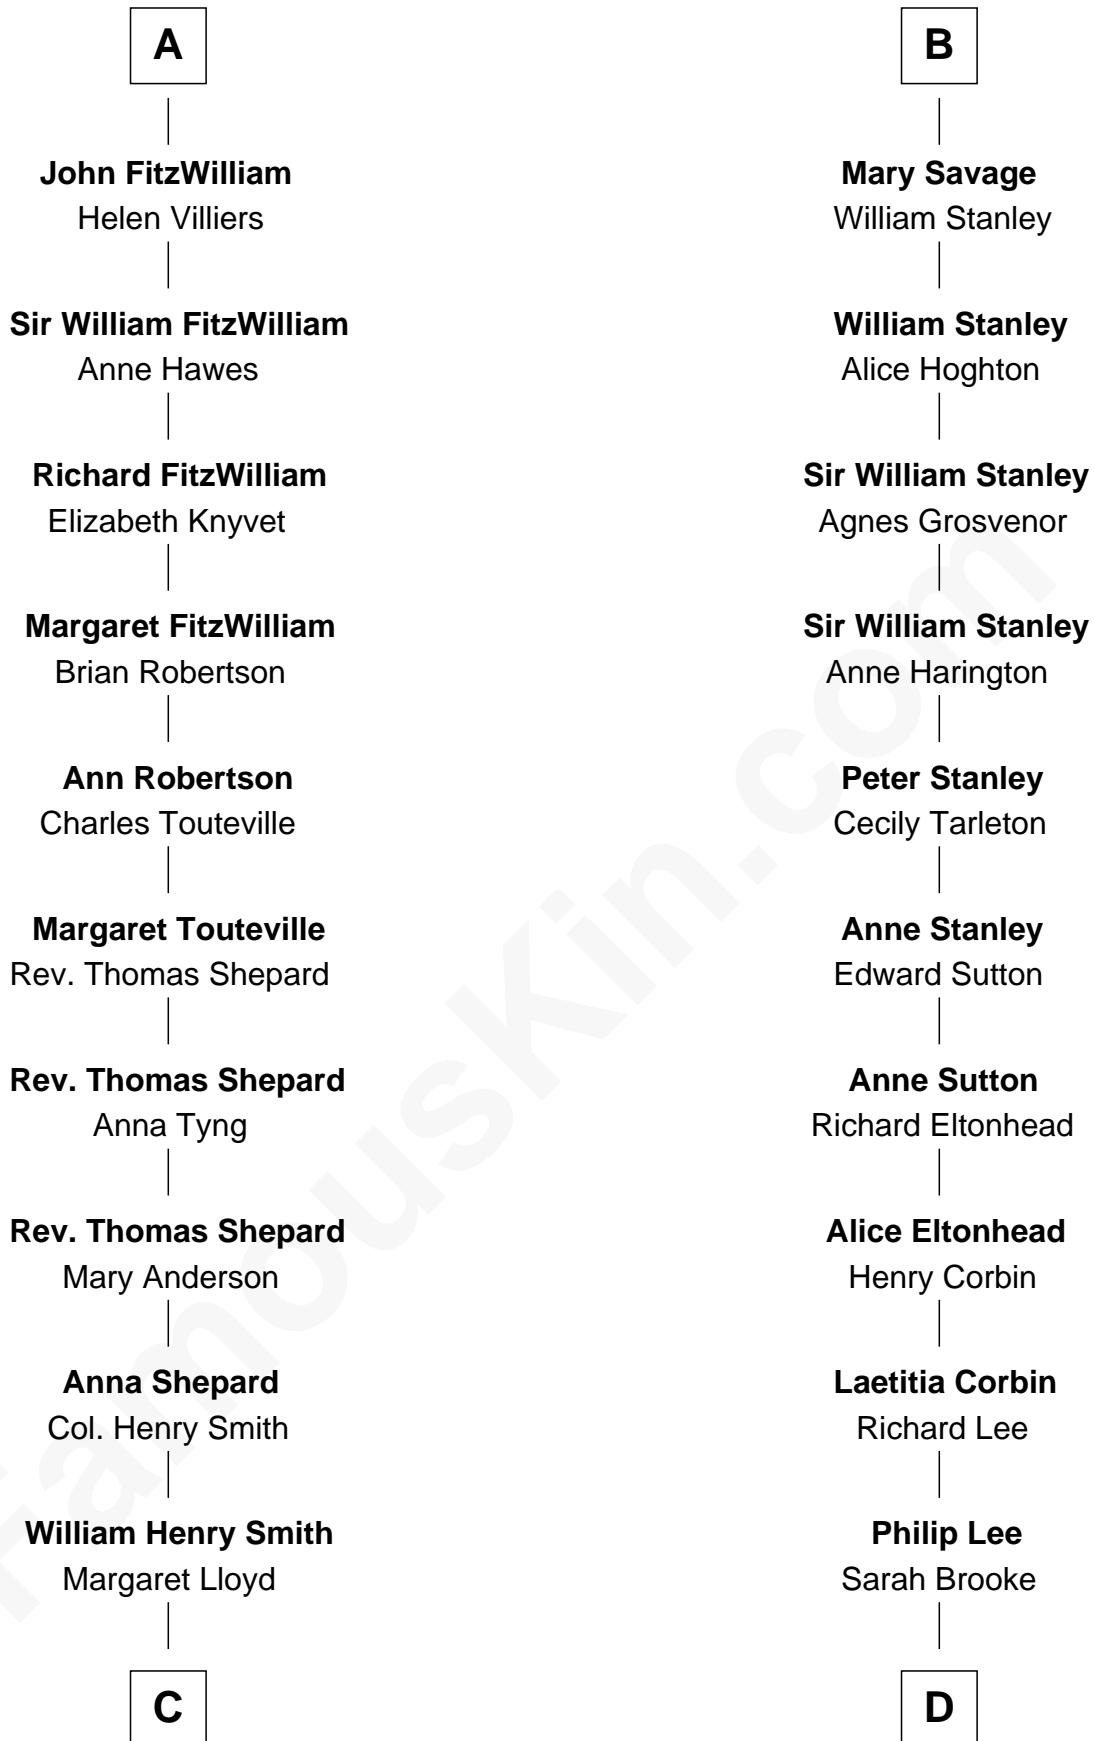 A
John FitzWilliam
Helen Villiers
Sir William FitzWilliam
Anne Hawes
Richard FitzWilliam
Elizabeth Knyvet
Margaret FitzWilliam
Brian Robertson
Ann Robertson
Charles Touteville
Margaret Touteville
Rev. Thomas Shepard
Rev. Thomas Shepard
Anna Tyng
Rev. Thomas Shepard
Mary Anderson
Anna Shepard
Col. Henry Smith
William Henry Smith
Margaret Lloyd
C
B
Mary Savage
William Stanley
William Stanley
Alice Hoghton
Sir William Stanley
Agnes Grosvenor
Sir William Stanley
Anne Harington
Peter Stanley
Cecily Tarleton
Anne Stanley
Edward Sutton
Anne Sutton
Richard Eltonhead
Alice Eltonhead
Henry Corbin
Laetitia Corbin
Richard Lee
Philip Lee
Sarah Brooke
D
FamousKin.com